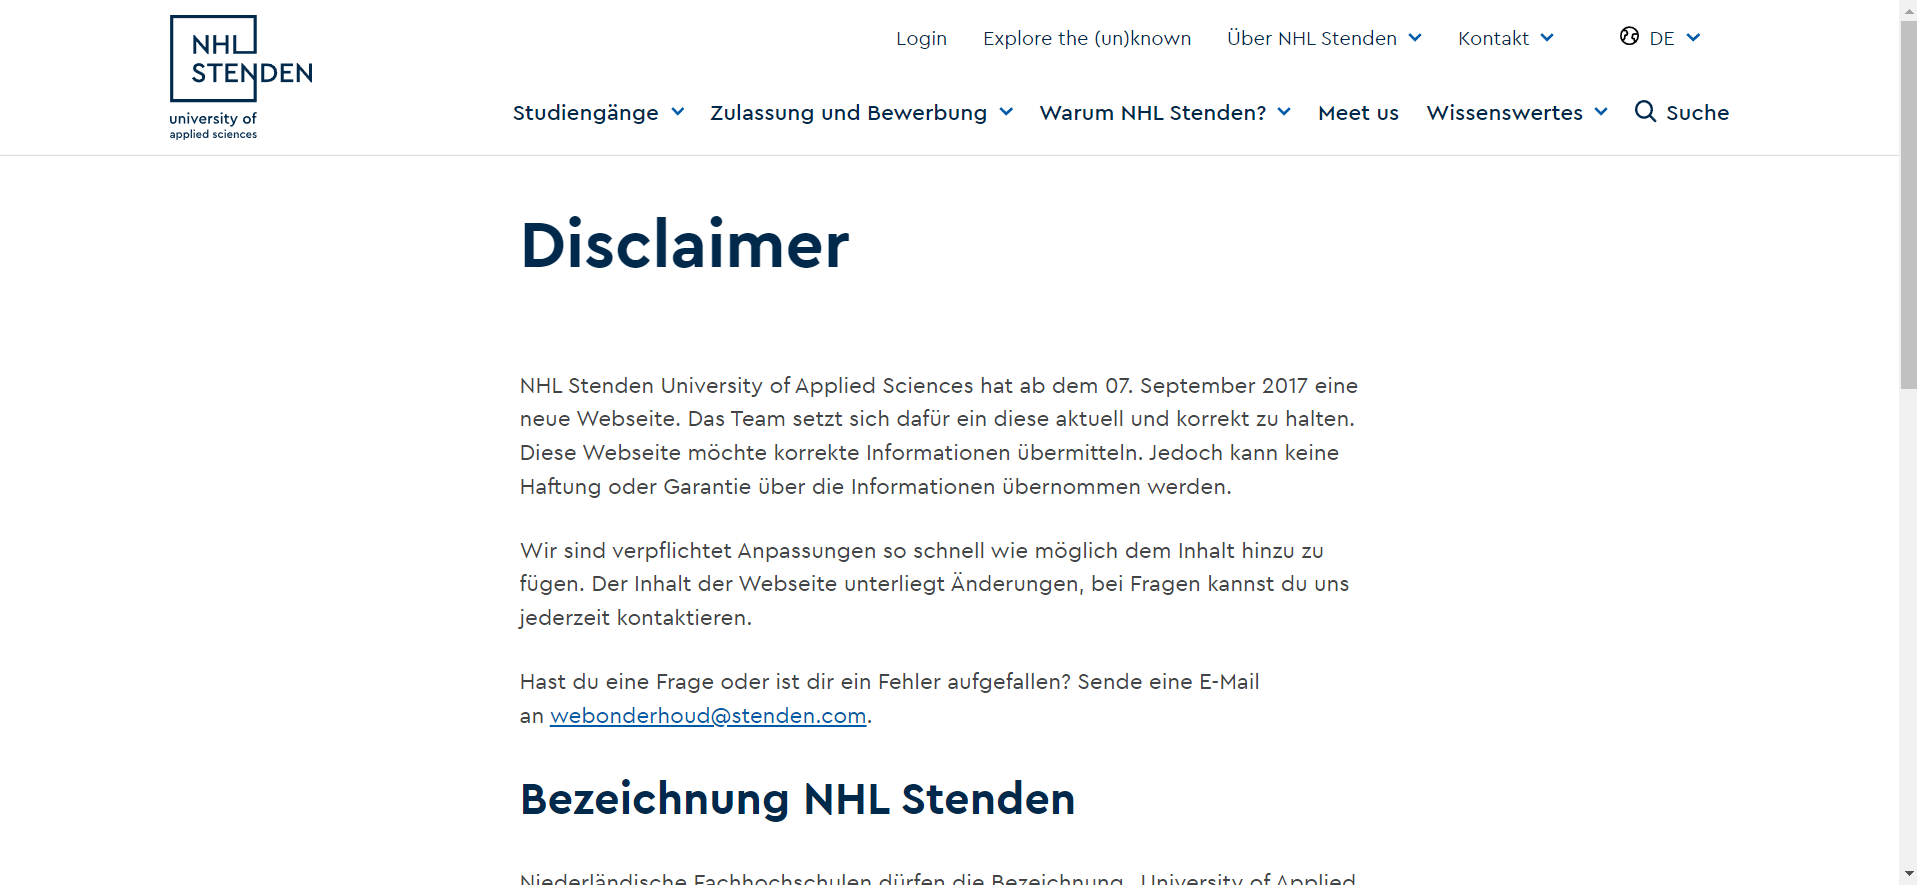 NHL
STENDEN
university of
applied sciences
Login Explore the (un)known Über NHL Stenden Kontakt DE
Studiengänge Zulassung und Bewerbung Warum NHL Stenden? Meet us Wissenswertes Suche
Disclaimer
NHL Stenden University of Applied Sciences hat ab dem 07. September 2017 eine
neue Webseite. Das Team setzt sich dafür ein diese aktuell und korrekt zu halten.
Diese Webseite möchte korrekte Informationen übermitteln. Jedoch kann keine
Haftung oder Garantie über die Informationen übernommen werden.
Wir sind verpflichtet Anpassungen so schnell wie möglich dem Inhalt hinzu zu
fügen. Der Inhalt der Webseite unterliegt Änderungen, bei Fragen kannst du uns
jederzeit kontaktieren.
Hast du eine Frage oder ist dir ein Fehler aufgefallen? Sende eine E-Mail
an webonderhoud@stenden.com.
Bezeichnung NHL Stenden
Niederländische Fachhochschulen dürfen die Bezeichnung „University of Applied